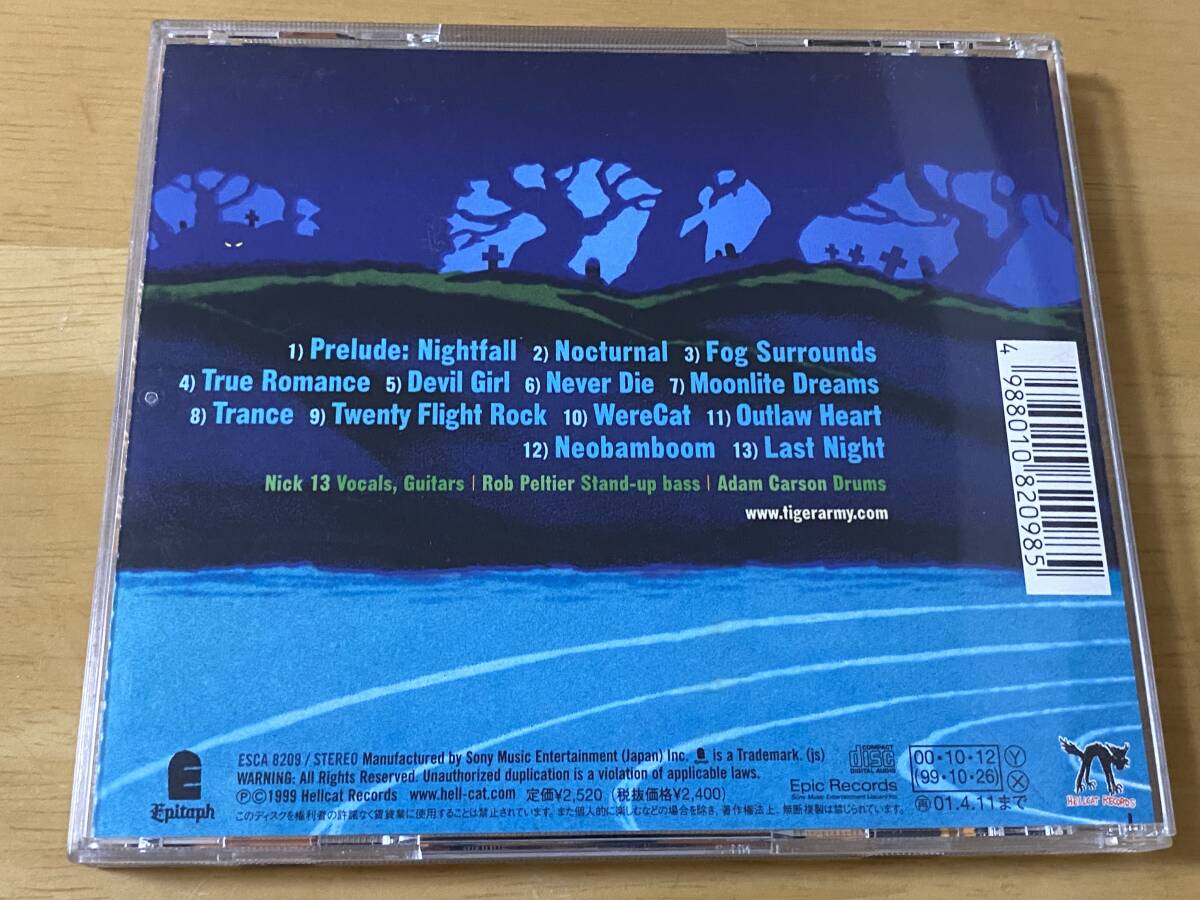 1) Prelude: Nightfall 2) Nocturnal 3) Fog Surrounds
4) True Romance 5) Devil Girl 6) Never Die 7) Moonlite Dreams
8) Trance 9) Twenty Flight Rock 10) WereCat 11) Outlaw Heart
12) Neobamboom 13) Last Night
Nick 13 Vocals, Guitars | Rob Peltier Stand-up bass | Adam Carson Drums
www.tigerarmy.com
4 988010 820985
Epitaph
ESCA 8209 / STEREO Manufactured by Sony Music Entertainment (Japan) Inc. E is a Trademark. (js)
WARNING: All Rights Reserved. Unauthorized duplication is a violation of applicable laws.
ⓅⒸ1999 Hellcat Records www.hell-cat.com 定価¥2,520 (税抜価格¥2,400)
このディスクを権利者の許諾なく賃貸業に使用することは禁止されています。また個人的に楽しむなどの場合を除き、著作権法上、無断複製は禁じられています。
COMPACT
disc
DIGITAL AUDIO
Epic Records
00・10・12 Ⓨ
(99・10・26) Ⓧ
再 01.4.11まで
HELLCAT RECORDS